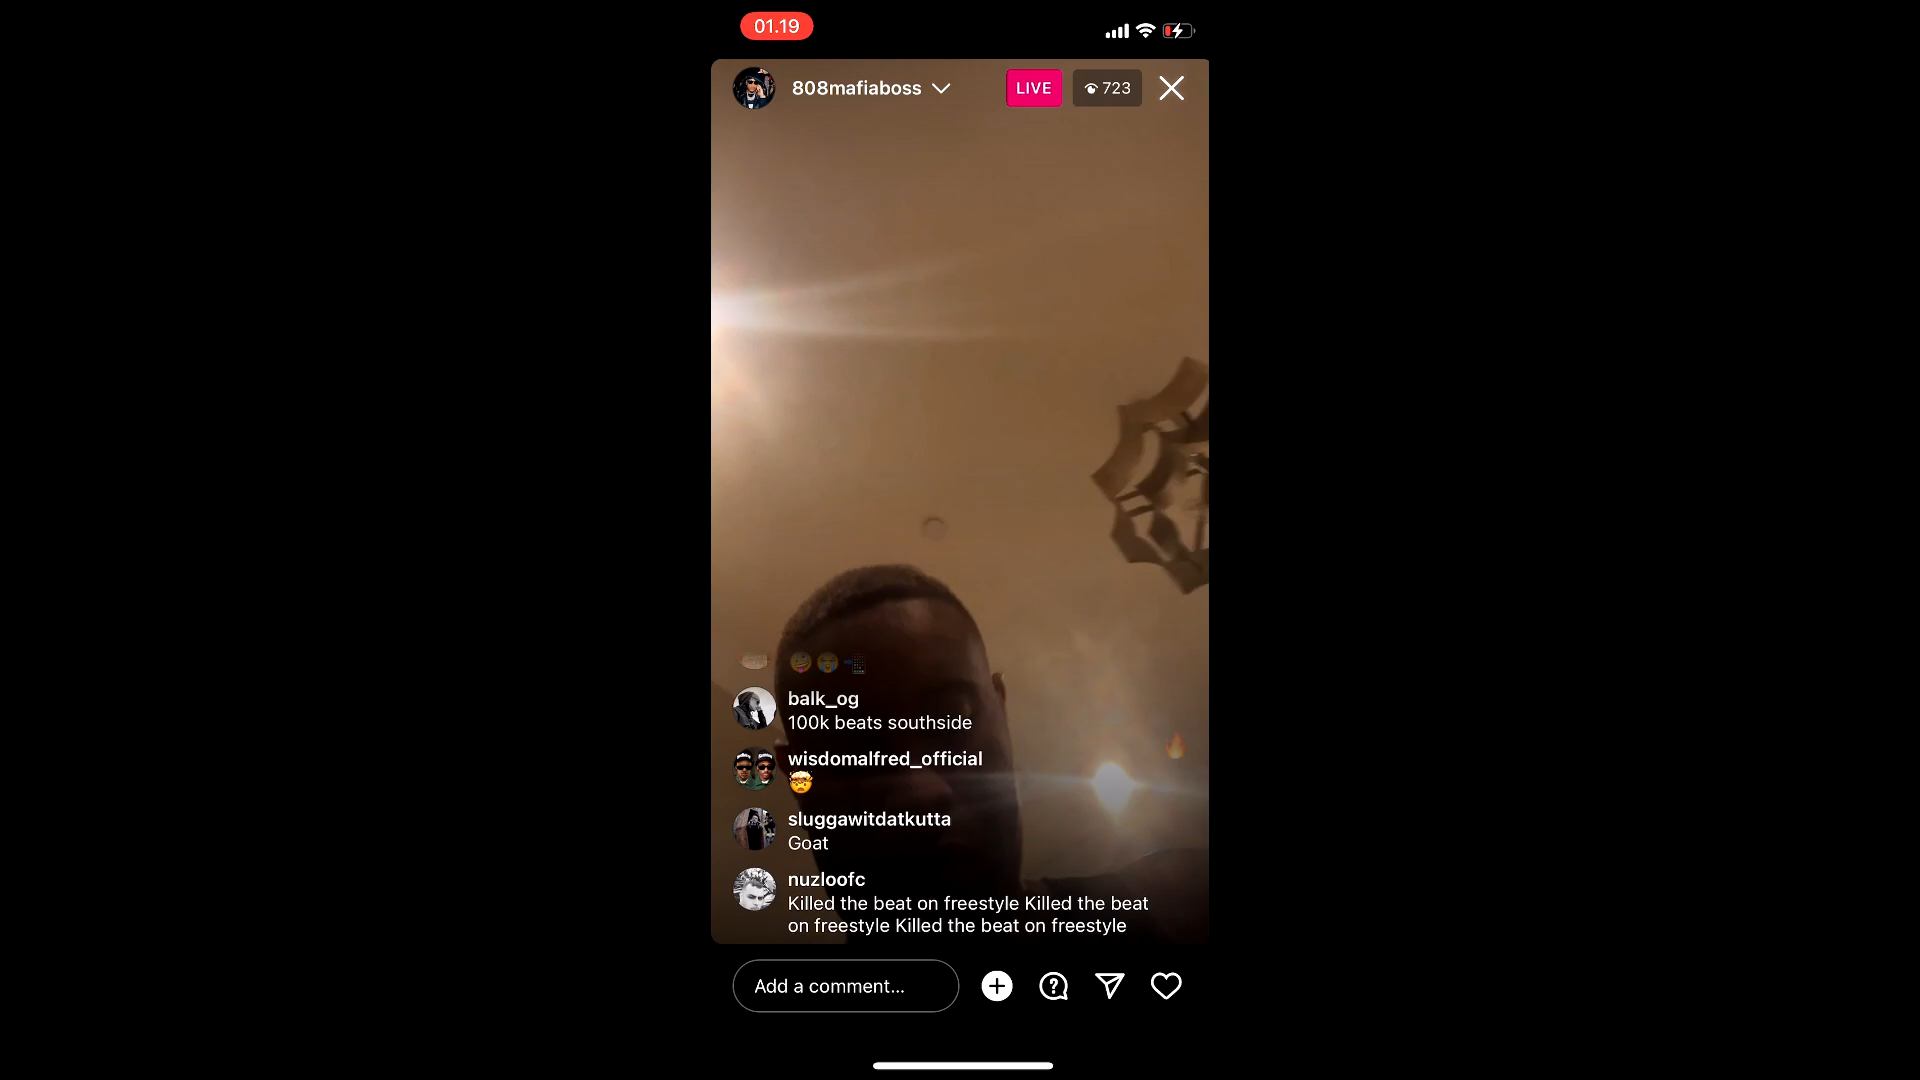 01.19
808mafiaboss
LIVE
723
balk_og
100k beats southside
wisdomalfred_official
sluggawitdatkutta
Goat
nuzloofc
Killed the beat on freestyle Killed the beat
on freestyle Killed the beat on freestyle
Add a comment...